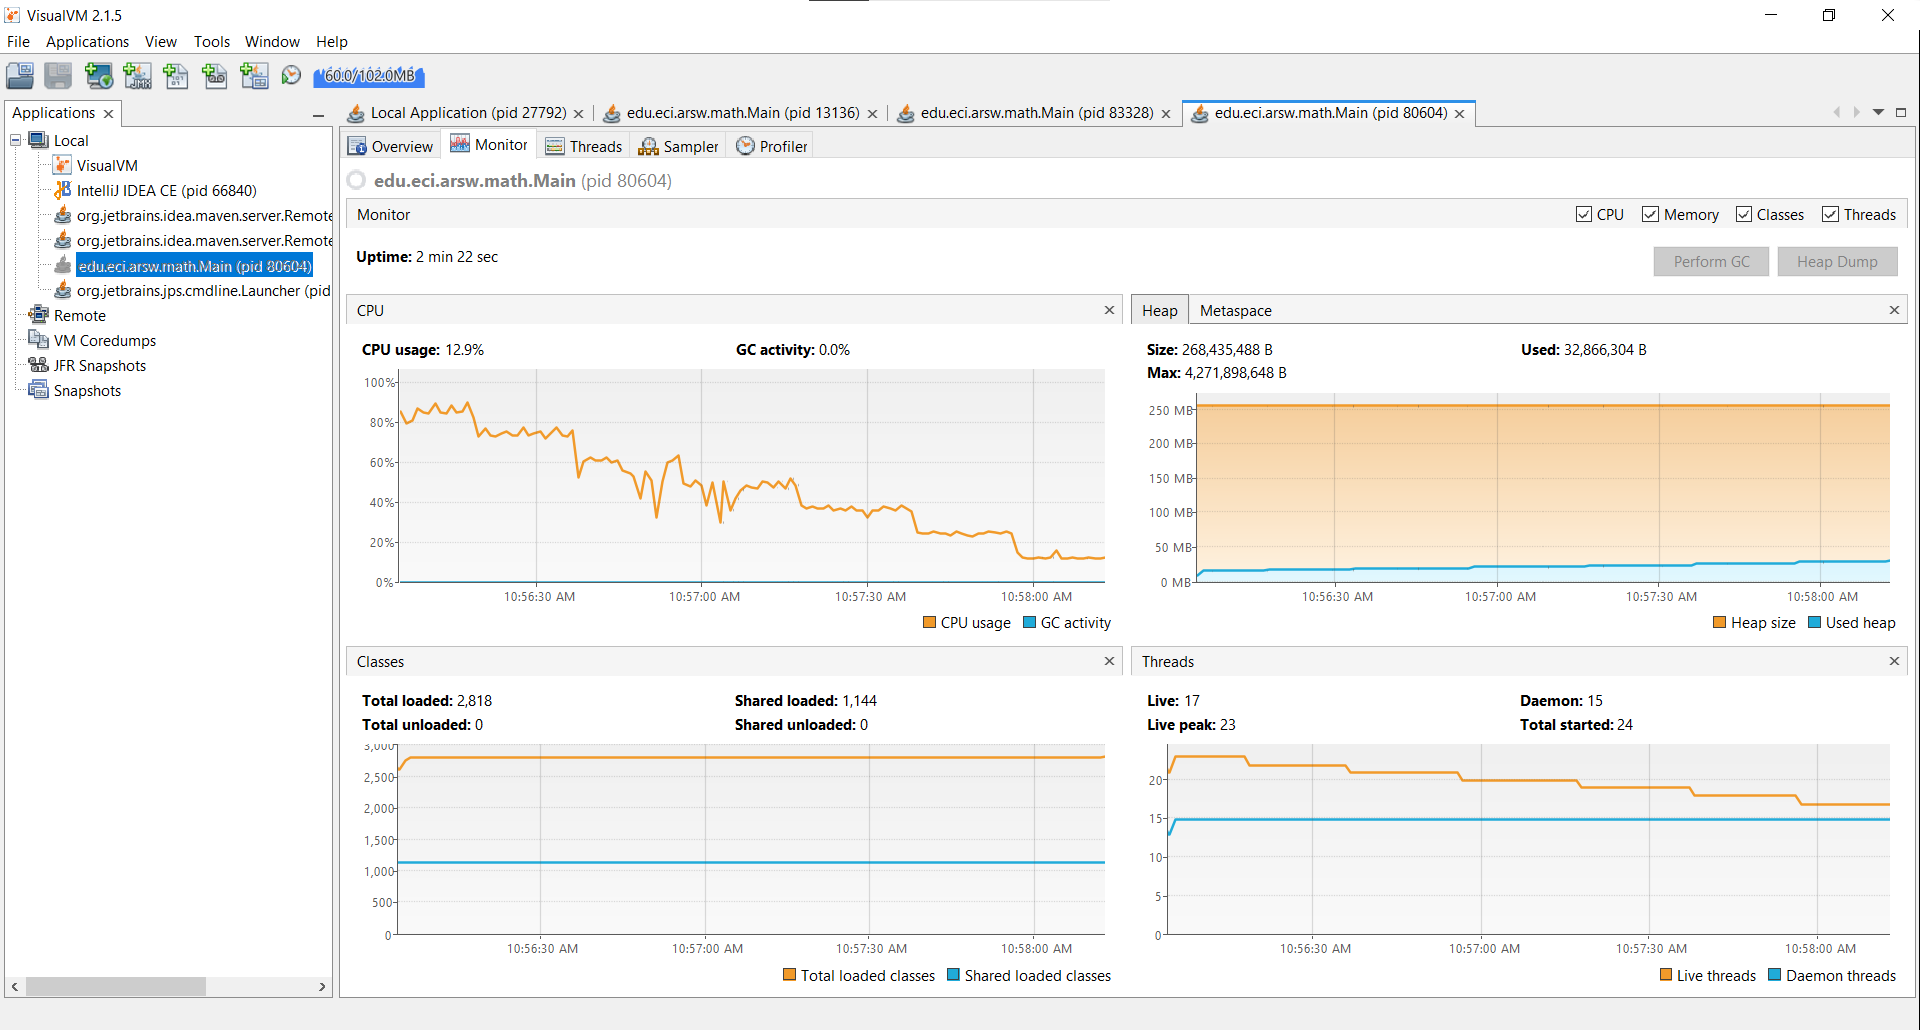 VisualVM 2.1.5
File Applications View Tools Window Help
60.0/102.0MB
Applications
Local
VisualVM
IntelliJ IDEA CE (pid 66840)
org.jetbrains.idea.maven.server.Remote
org.jetbrains.idea.maven.server.Remote
edu.eci.arsw.math.Main (pid 80604)
org.jetbrains.jps.cmdline.Launcher (pid
Remote
VM Coredumps
JFR Snapshots
Snapshots
Local Application (pid 27792) edu.eci.arsw.math.Main (pid 13136) edu.eci.arsw.math.Main (pid 83328) edu.eci.arsw.math.Main (pid 80604)
Overview Monitor Threads Sampler Profiler
edu.eci.arsw.math.Main (pid 80604)
Monitor CPU Memory Classes Threads
Uptime: 2 min 22 sec
Perform GC Heap Dump
CPU
CPU usage: 12.9% GC activity: 0.0%
100%
80%
60%
40%
20%
0%
10:56:30 AM 10:57:00 AM 10:57:30 AM 10:58:00 AM
CPU usage GC activity
Heap Metaspace
Size: 268,435,488 B Used: 32,866,304 B
Max: 4,271,898,648 B
250 MB
200 MB
150 MB
100 MB
50 MB
0 MB
10:56:30 AM 10:57:00 AM 10:57:30 AM 10:58:00 AM
Heap size Used heap
Classes
Total loaded: 2,818 Shared loaded: 1,144
Total unloaded: 0 Shared unloaded: 0
3,000
2,500
2,000
1,500
1,000
500
0
10:56:30 AM 10:57:00 AM 10:57:30 AM 10:58:00 AM
Total loaded classes Shared loaded classes
Threads
Live: 17 Daemon: 15
Live peak: 23 Total started: 24
20
15
10
5
0
10:56:30 AM 10:57:00 AM 10:57:30 AM 10:58:00 AM
Live threads Daemon threads